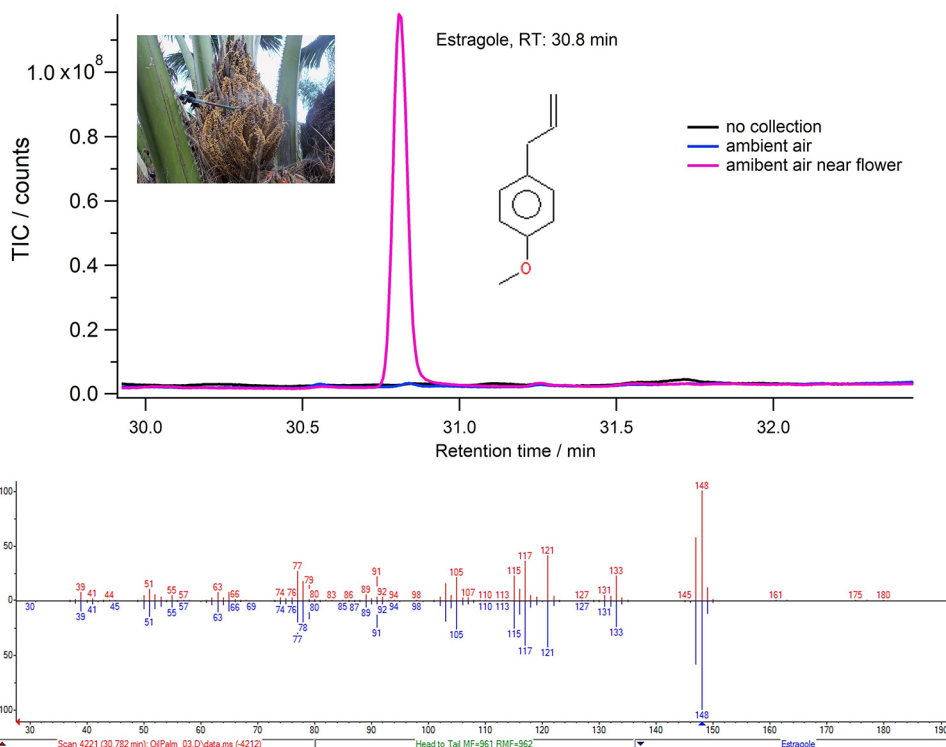 Estragole, RT: 30.8 min
1.0 x10⁸
0.8
0.6
0.4
0.2
0.0
TIC / counts
no collection
ambient air
amibent air near flower
O
30.0 30.5 31.0 31.5 32.0
Retention time / min
148
121
117
77
91 105 115 133
79
51 63
39 41 44 55 57 66 74 76 80 83 86 89 92 94 98 107 110 113 127 131 145 161 175 180
100
50
0
50
100
30 39 41 45 51 55 57 63 66 69 74 76 77 78 80 85 87 89 91 92 94 98 105 110 113 115 117 121 127 131 133 148
30 40 50 60 70 80 90 100 110 120 130 140 150 160 170 180 190
Scan 4221 (30.782 min): OilPalm_03.D\data.ms (-4212) Head to Tail MF=961 RMF=962 Estragole